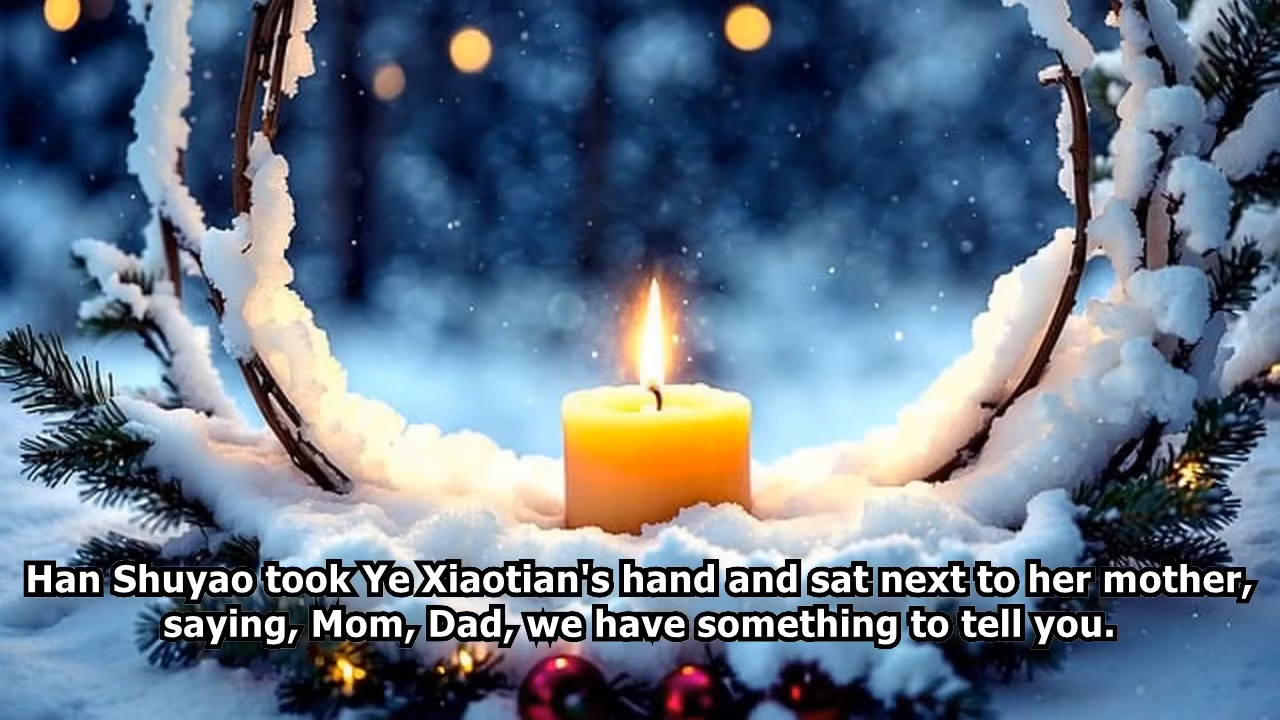 Han Shuyao took Ye Xiaotian's hand and sat next to her mother,
saying, Mom, Dad, we have something to tell you.